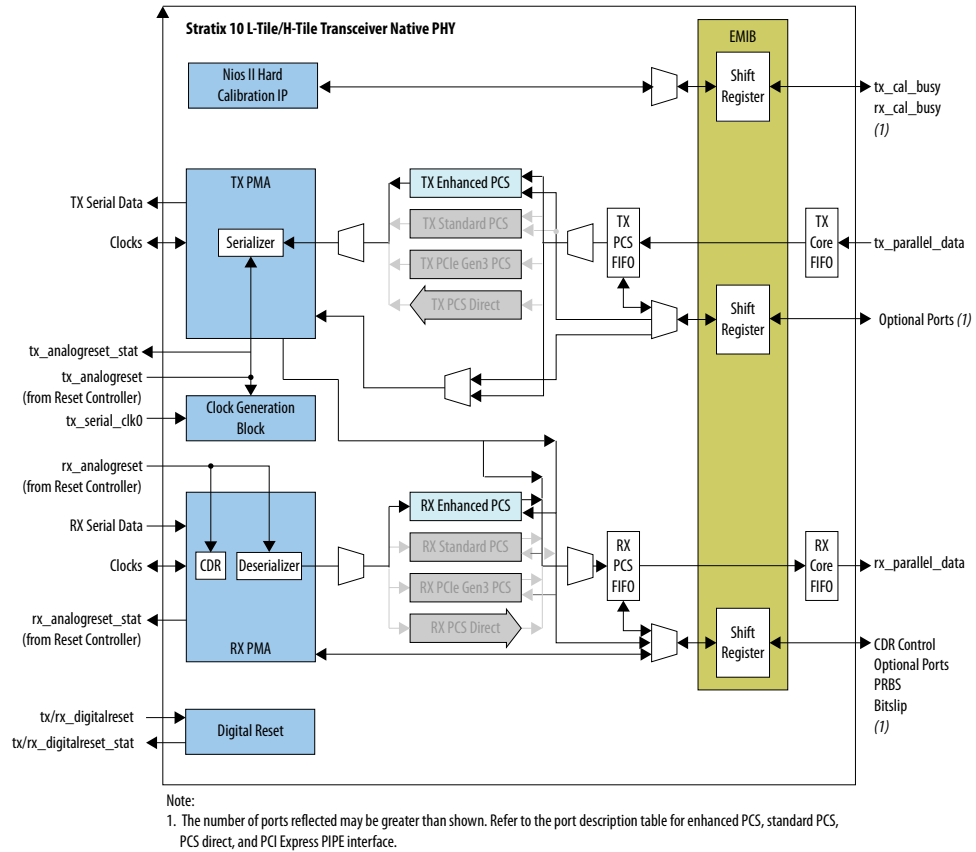 Stratix 10 L-Tile/H-Tile Transceiver Native PHY
EMIB
Nios II Hard
Calibration IP
Shift
Register
tx_cal_busy
rx_cal_busy
(1)
TX PMA
TX Enhanced PCS
TX Serial Data
TX Standard PCS
Clocks
Serializer
TX
PCS
FIFO
TX
Core
FIFO
tx_parallel_data
TX PCIe Gen3 PCS
TX PCS Direct
Shift
Register
Optional Ports (1)
tx_analogreset_stat
tx_analogreset
(from Reset Controller)
tx_serial_clk0
Clock Generation
Block
rx_analogreset
(from Reset Controller)
RX Enhanced PCS
RX Serial Data
RX Standard PCS
Clocks
CDR
Deserializer
RX
PCS
FIFO
RX
Core
FIFO
rx_parallel_data
RX PCIe Gen3 PCS
rx_analogreset_stat
(from Reset Controller)
RX PCS Direct
RX PMA
Shift
Register
CDR Control
Optional Ports
PRBS
Bitslip
(1)
tx/rx_digitalreset
tx/rx_digitalreset_stat
Digital Reset
Note:
1. The number of ports reflected may be greater than shown. Refer to the port description table for enhanced PCS, standard PCS,
PCS direct, and PCI Express PIPE interface.